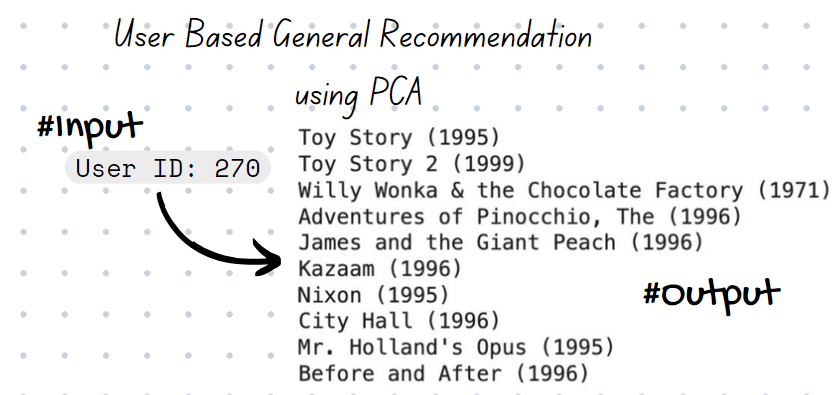 User Based General Recommendation
using PCA
#Input
User ID: 270
Toy Story (1995)
Toy Story 2 (1999)
Willy Wonka & the Chocolate Factory (1971)
Adventures of Pinocchio, The (1996)
James and the Giant Peach (1996)
Kazaam (1996)
Nixon (1995)
City Hall (1996)
Mr. Holland's Opus (1995)
Before and After (1996)
#Output